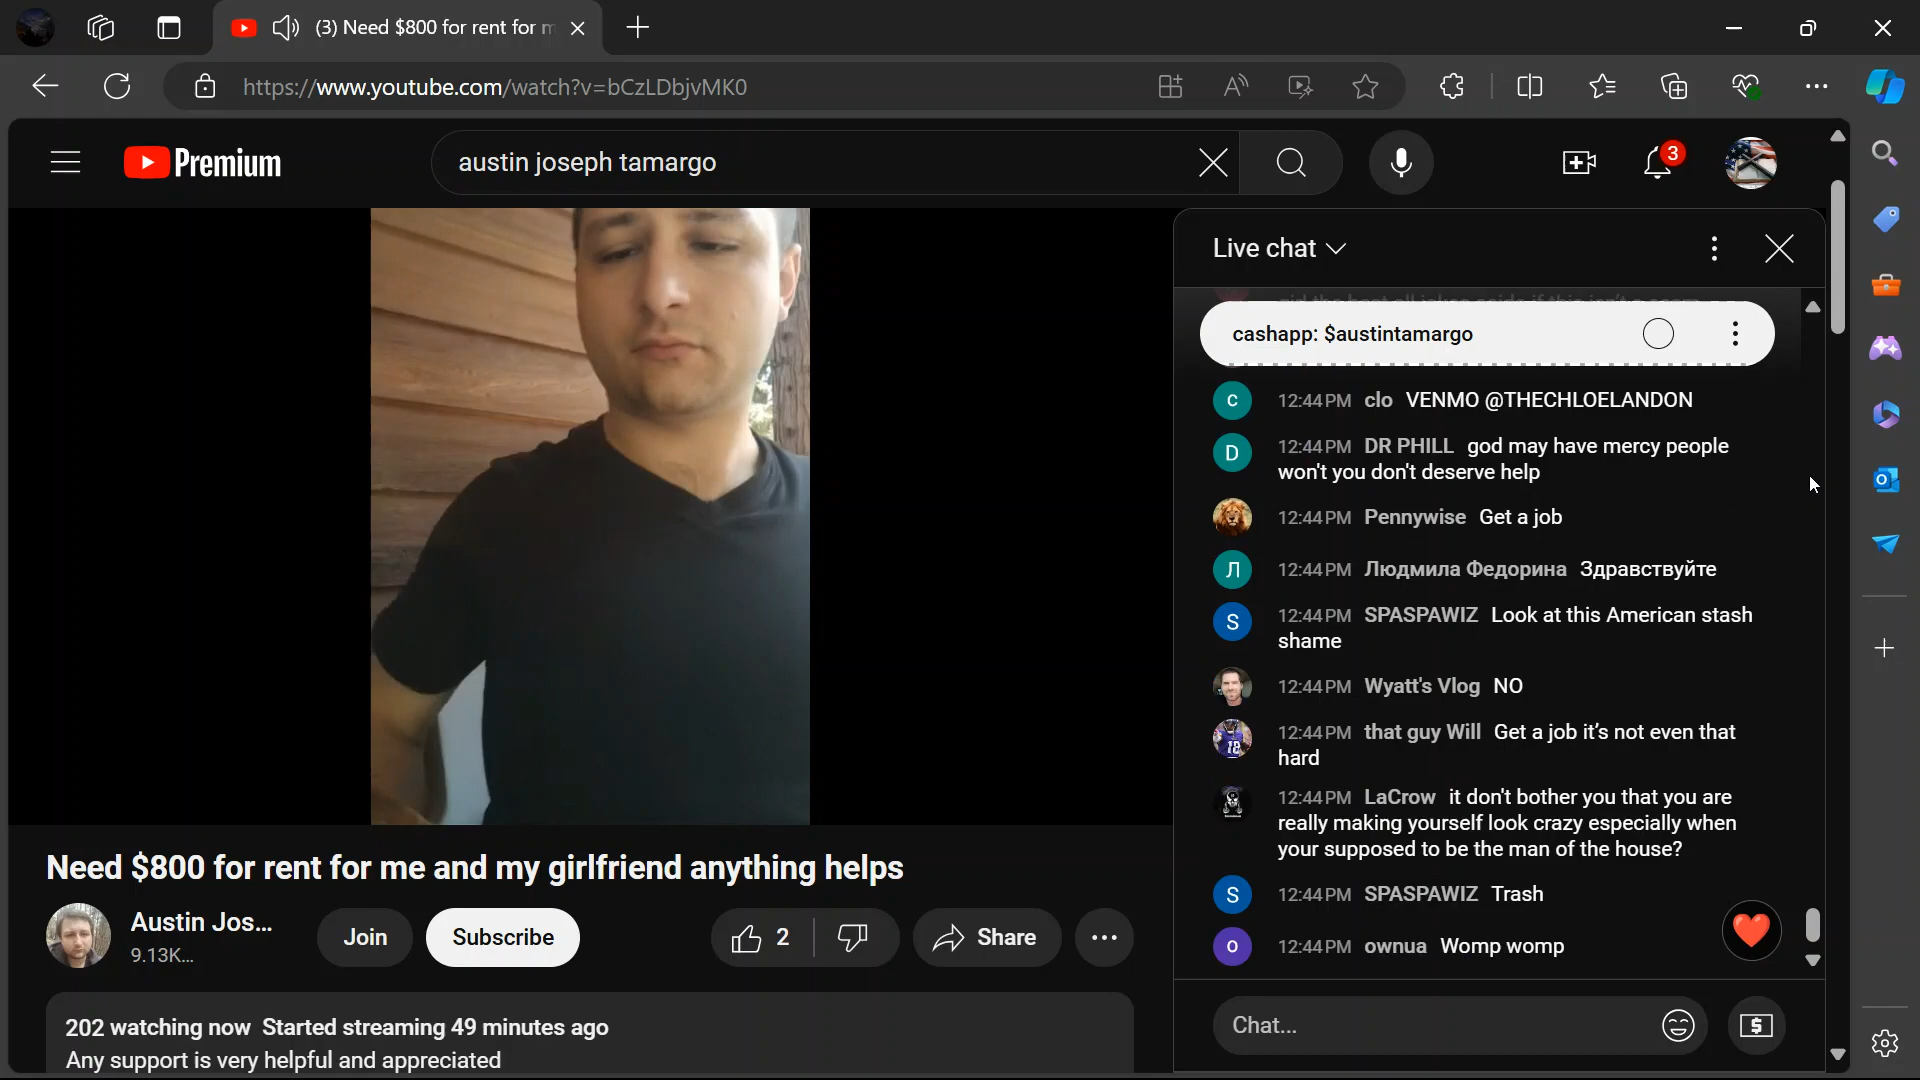 (3) Need $800 for rent for m
https://www.youtube.com/watch?v=bCzLDbjvMK0
Premium
austin joseph tamargo
3
Live chat
cashapp: $austintamargo
C 12:44 PM clo VENMO @THECHLOELANDON
D 12:44 PM DR PHILL god may have mercy people
won't you don't deserve help
12:44 PM Pennywise Get a job
Л 12:44 PM Людмила Федорина Здравствуйте
S 12:44 PM SPASPAWIZ Look at this American stash
shame
12:44 PM Wyatt's Vlog NO
12:44 PM that guy Will Get a job it's not even that
hard
12:44 PM LaCrow it don't bother you that you are
really making yourself look crazy especially when
your supposed to be the man of the house?
S 12:44 PM SPASPAWIZ Trash
o 12:44 PM ownua Womp womp
Chat...
Need $800 for rent for me and my girlfriend anything helps
Austin Jos...
9.13K...
Join
Subscribe
2
Share
202 watching now Started streaming 49 minutes ago
Any support is very helpful and appreciated